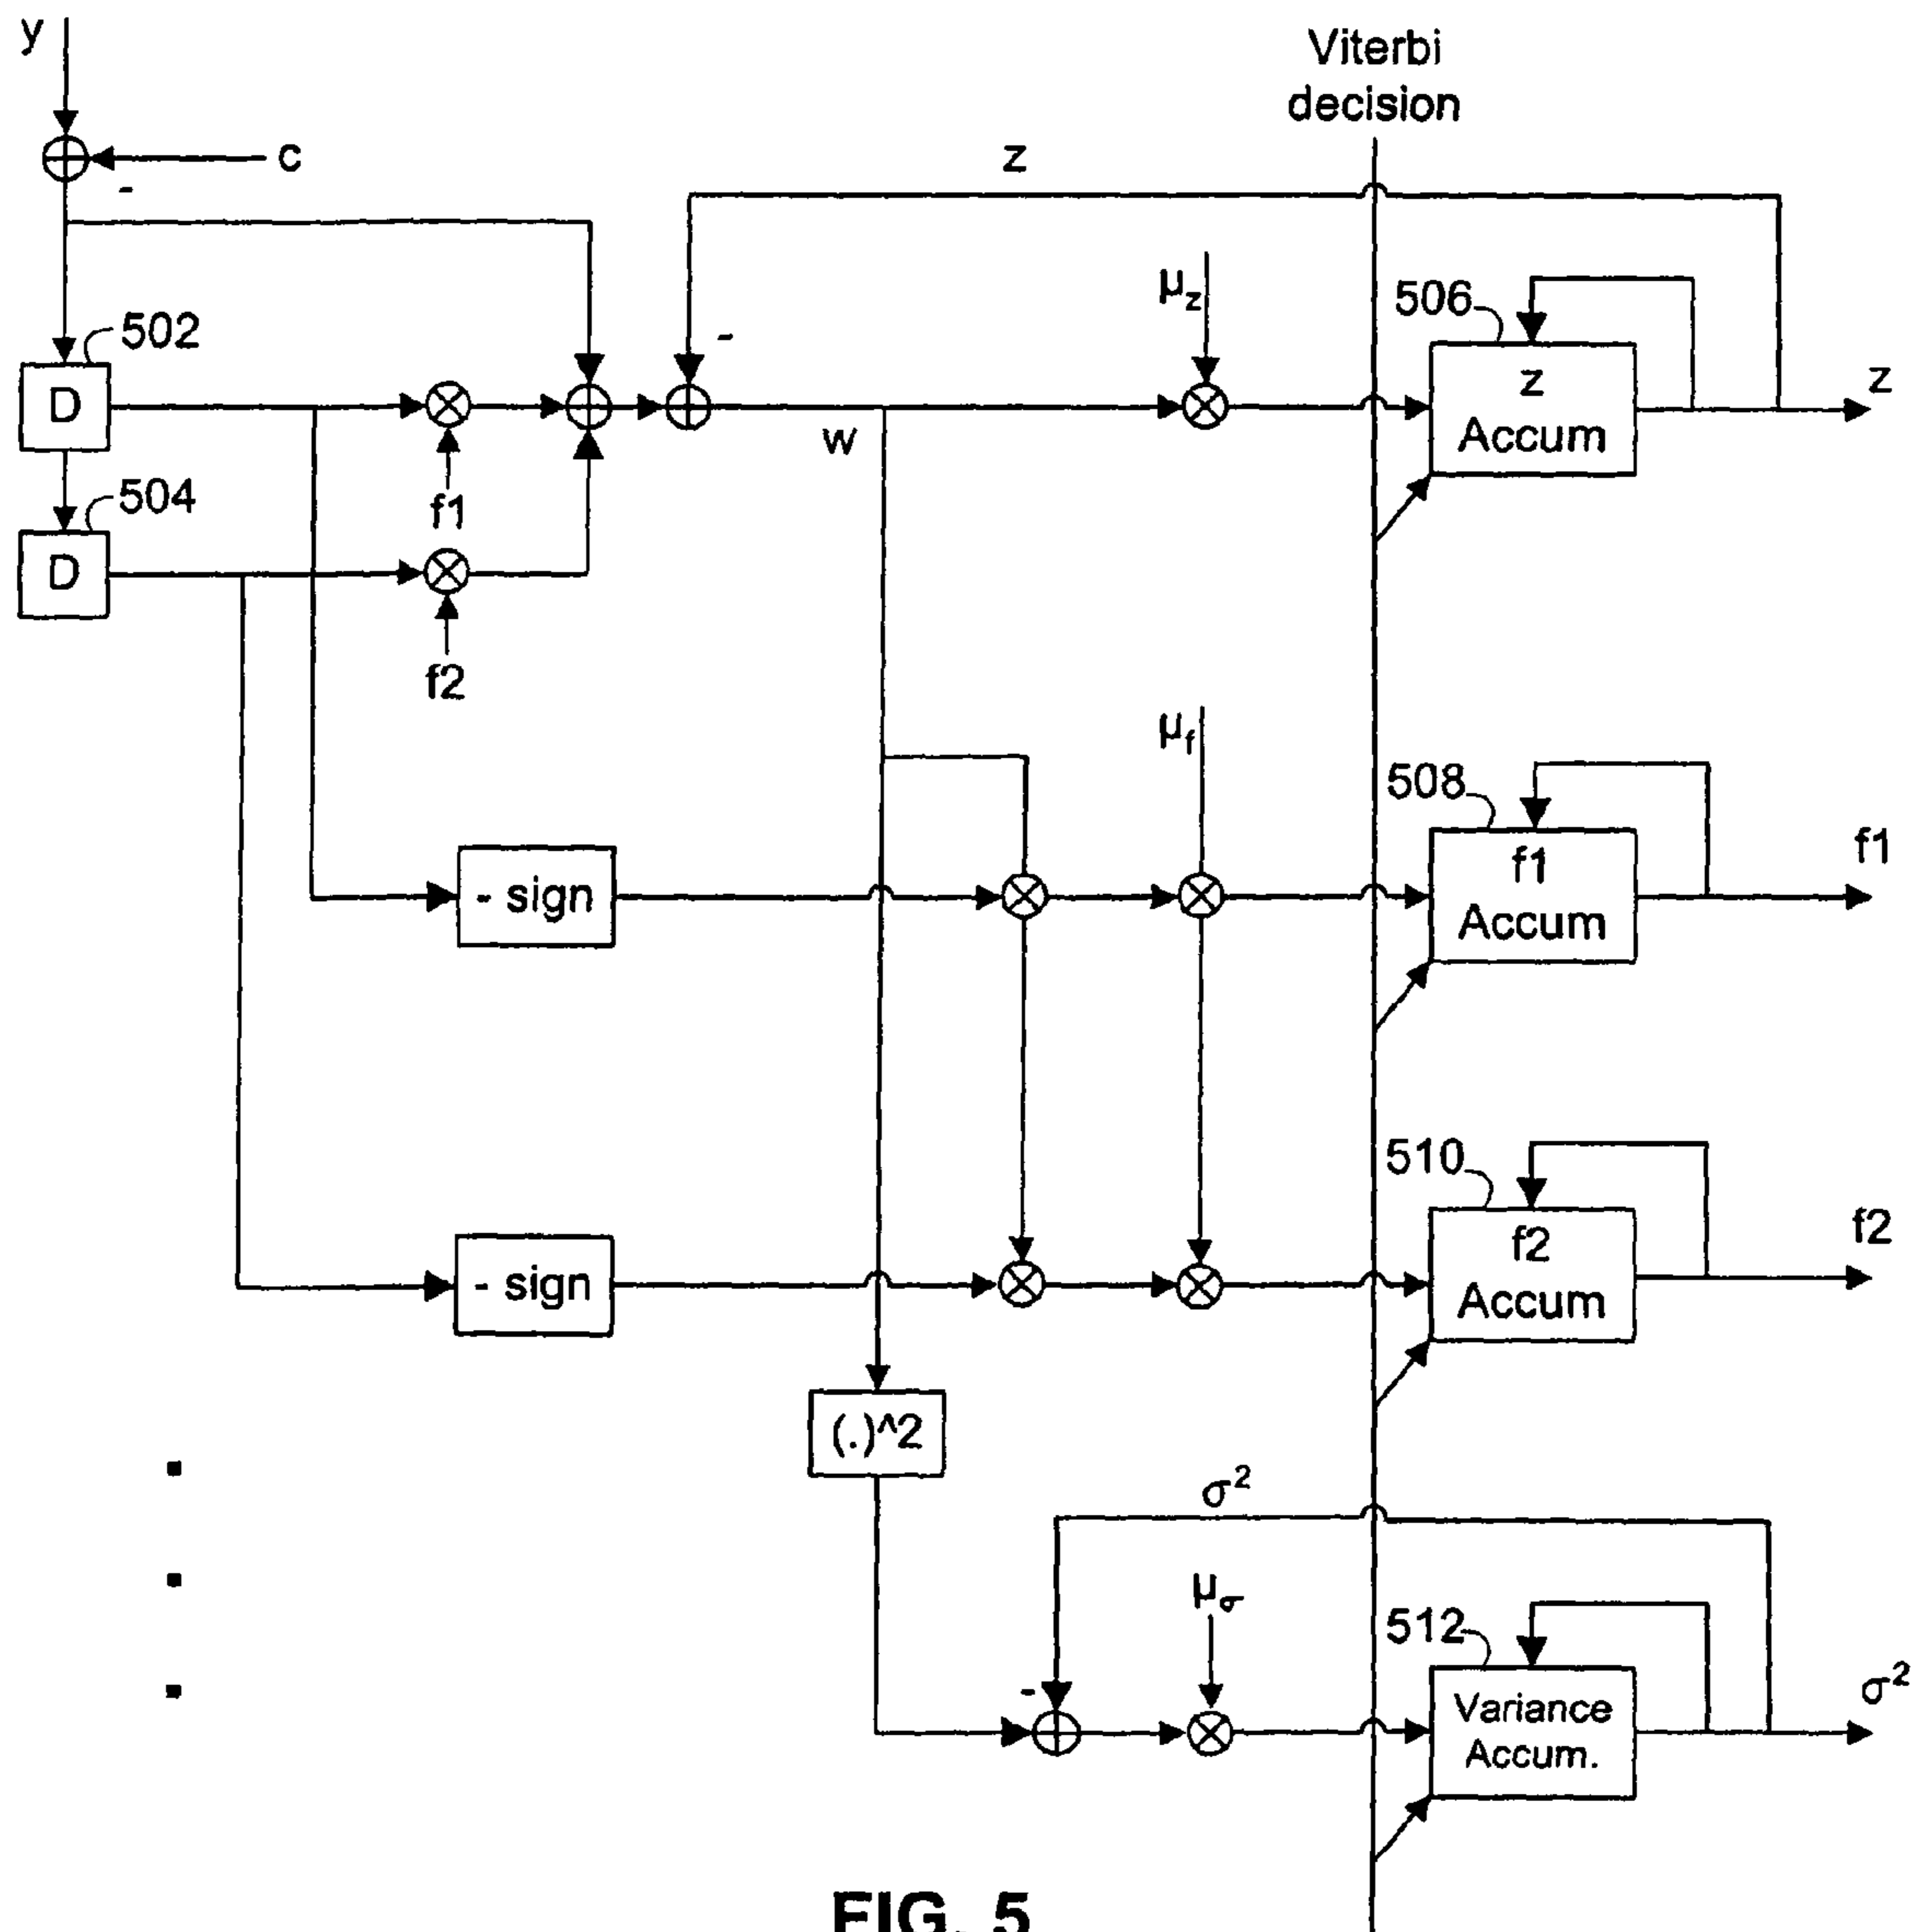 y
Viterbi
decision
c
-
z
μz
506
502
-
z
Accum
z
D
w
f1
504
D
f2
μf
508
f1
Accum
f1
- sign
510
f2
Accum
f2
- sign
(.)^2
σ²
μσ
512
-
Variance
Accum.
σ²
FIG. 5